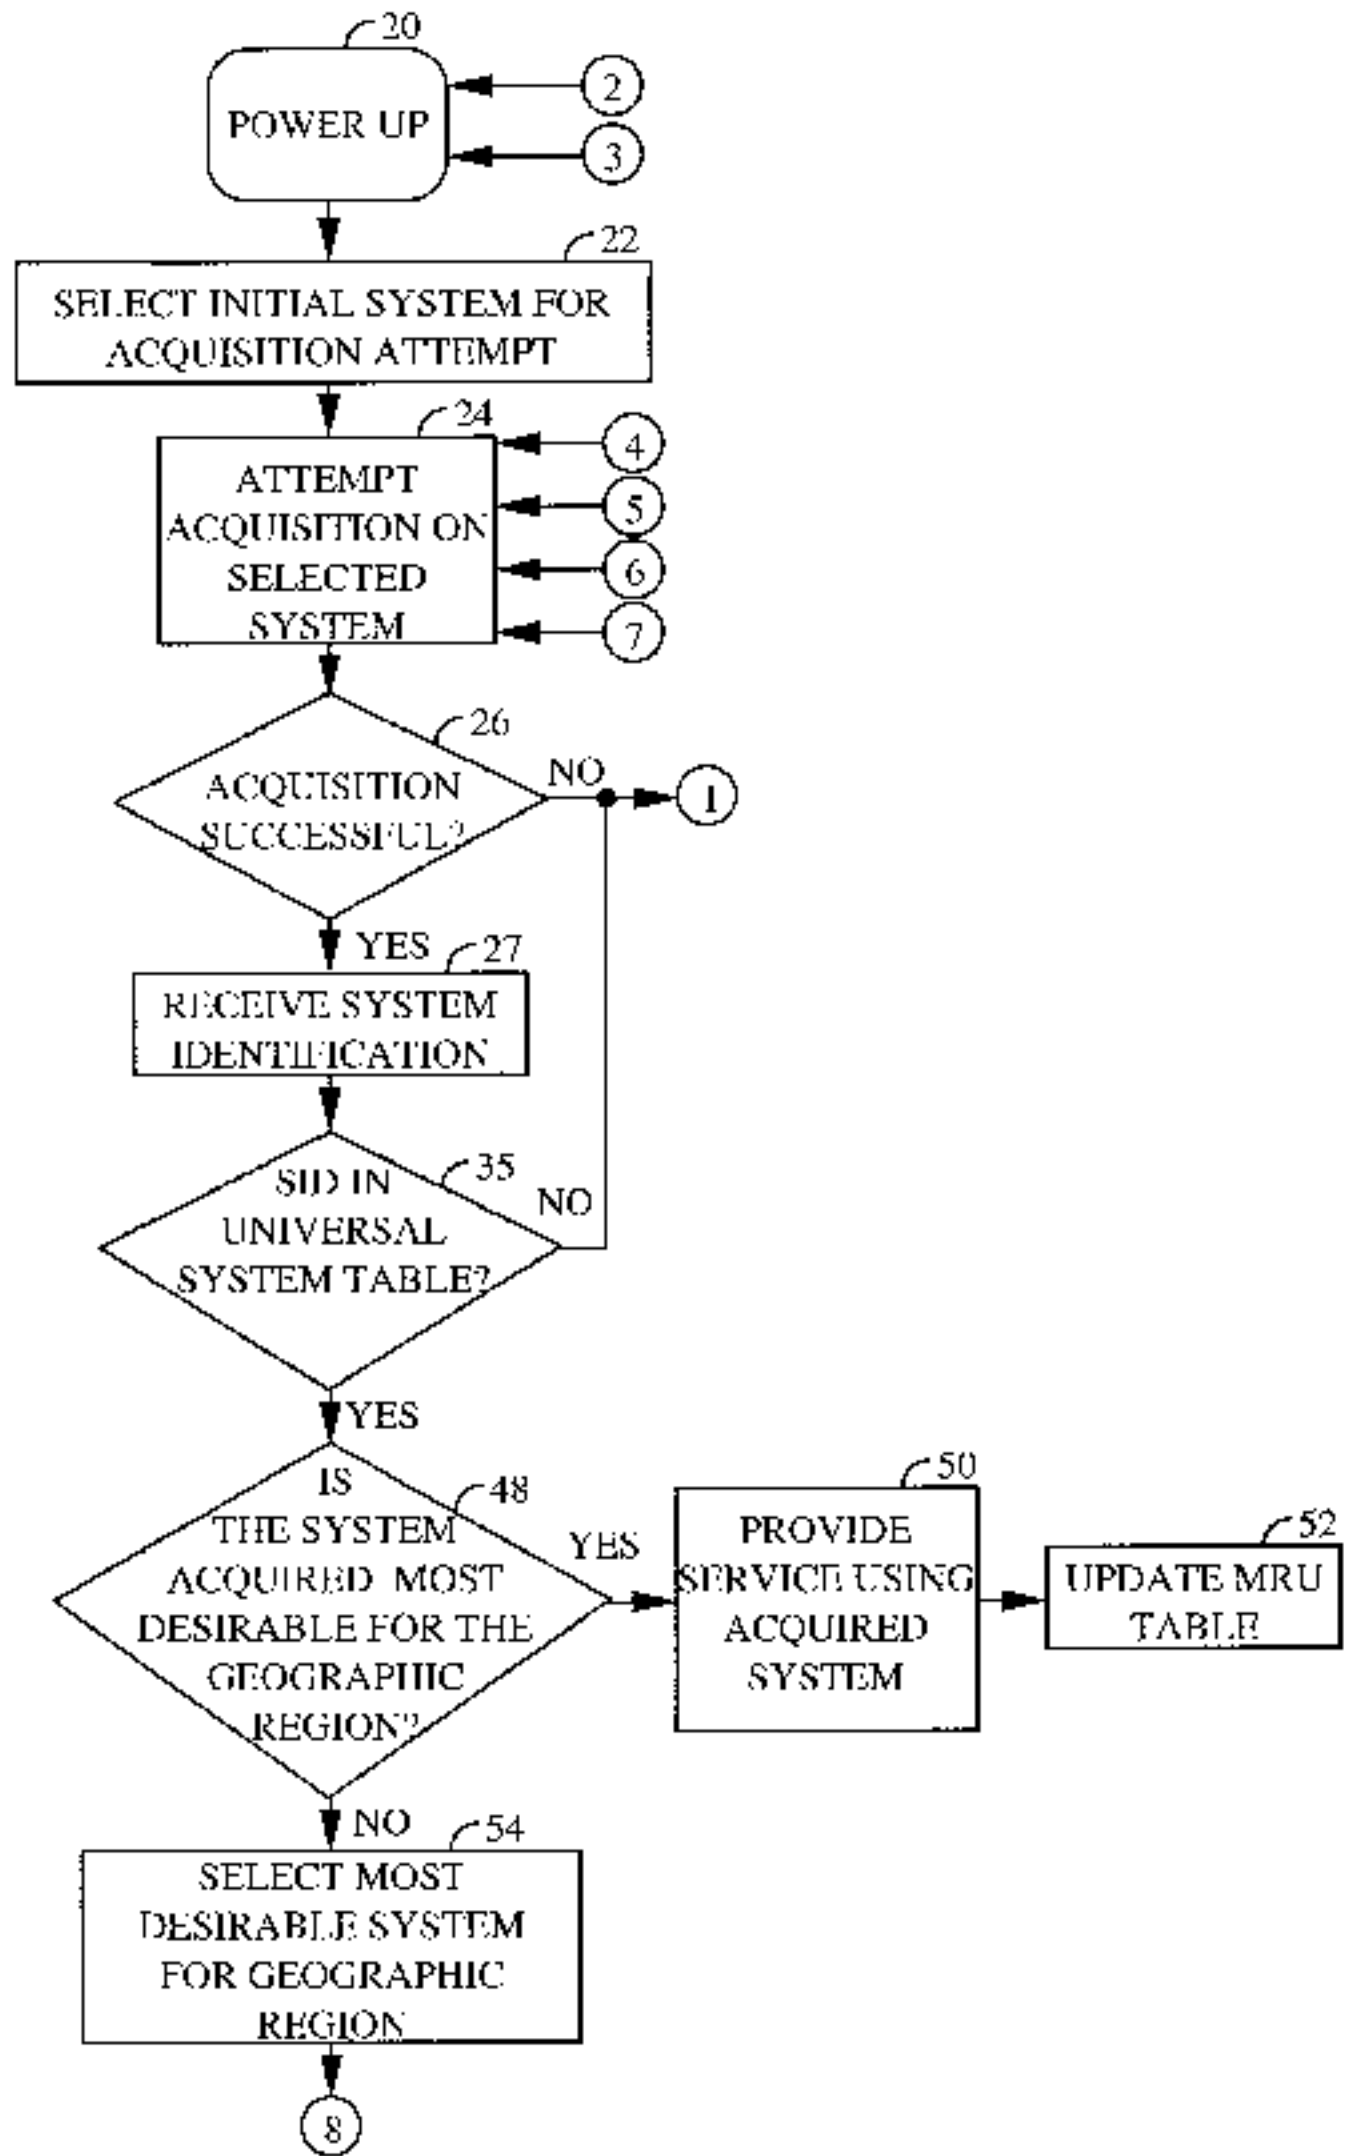 20
2
POWER UP
3
22
SELECT INITIAL SYSTEM FOR
ACQUISITION ATTEMPT
24
4
ATTEMPT
5
ACQUISITION ON
6
SELECTED
7
SYSTEM
26
NO
ACQUISITION
1
SUCCESSFUL?
YES
27
RECEIVE SYSTEM
IDENTIFICATION
35
SID IN
NO
UNIVERSAL
SYSTEM TABLE?
YES
IS
48
THE SYSTEM
YES
ACQUIRED MOST
DESIRABLE FOR THE
GEOGRAPHIC
REGION?
50
PROVIDE
SERVICE USING
ACQUIRED
SYSTEM
52
UPDATE MRU
TABLE
NO
54
SELECT MOST
DESIRABLE SYSTEM
FOR GEOGRAPHIC
REGION
8